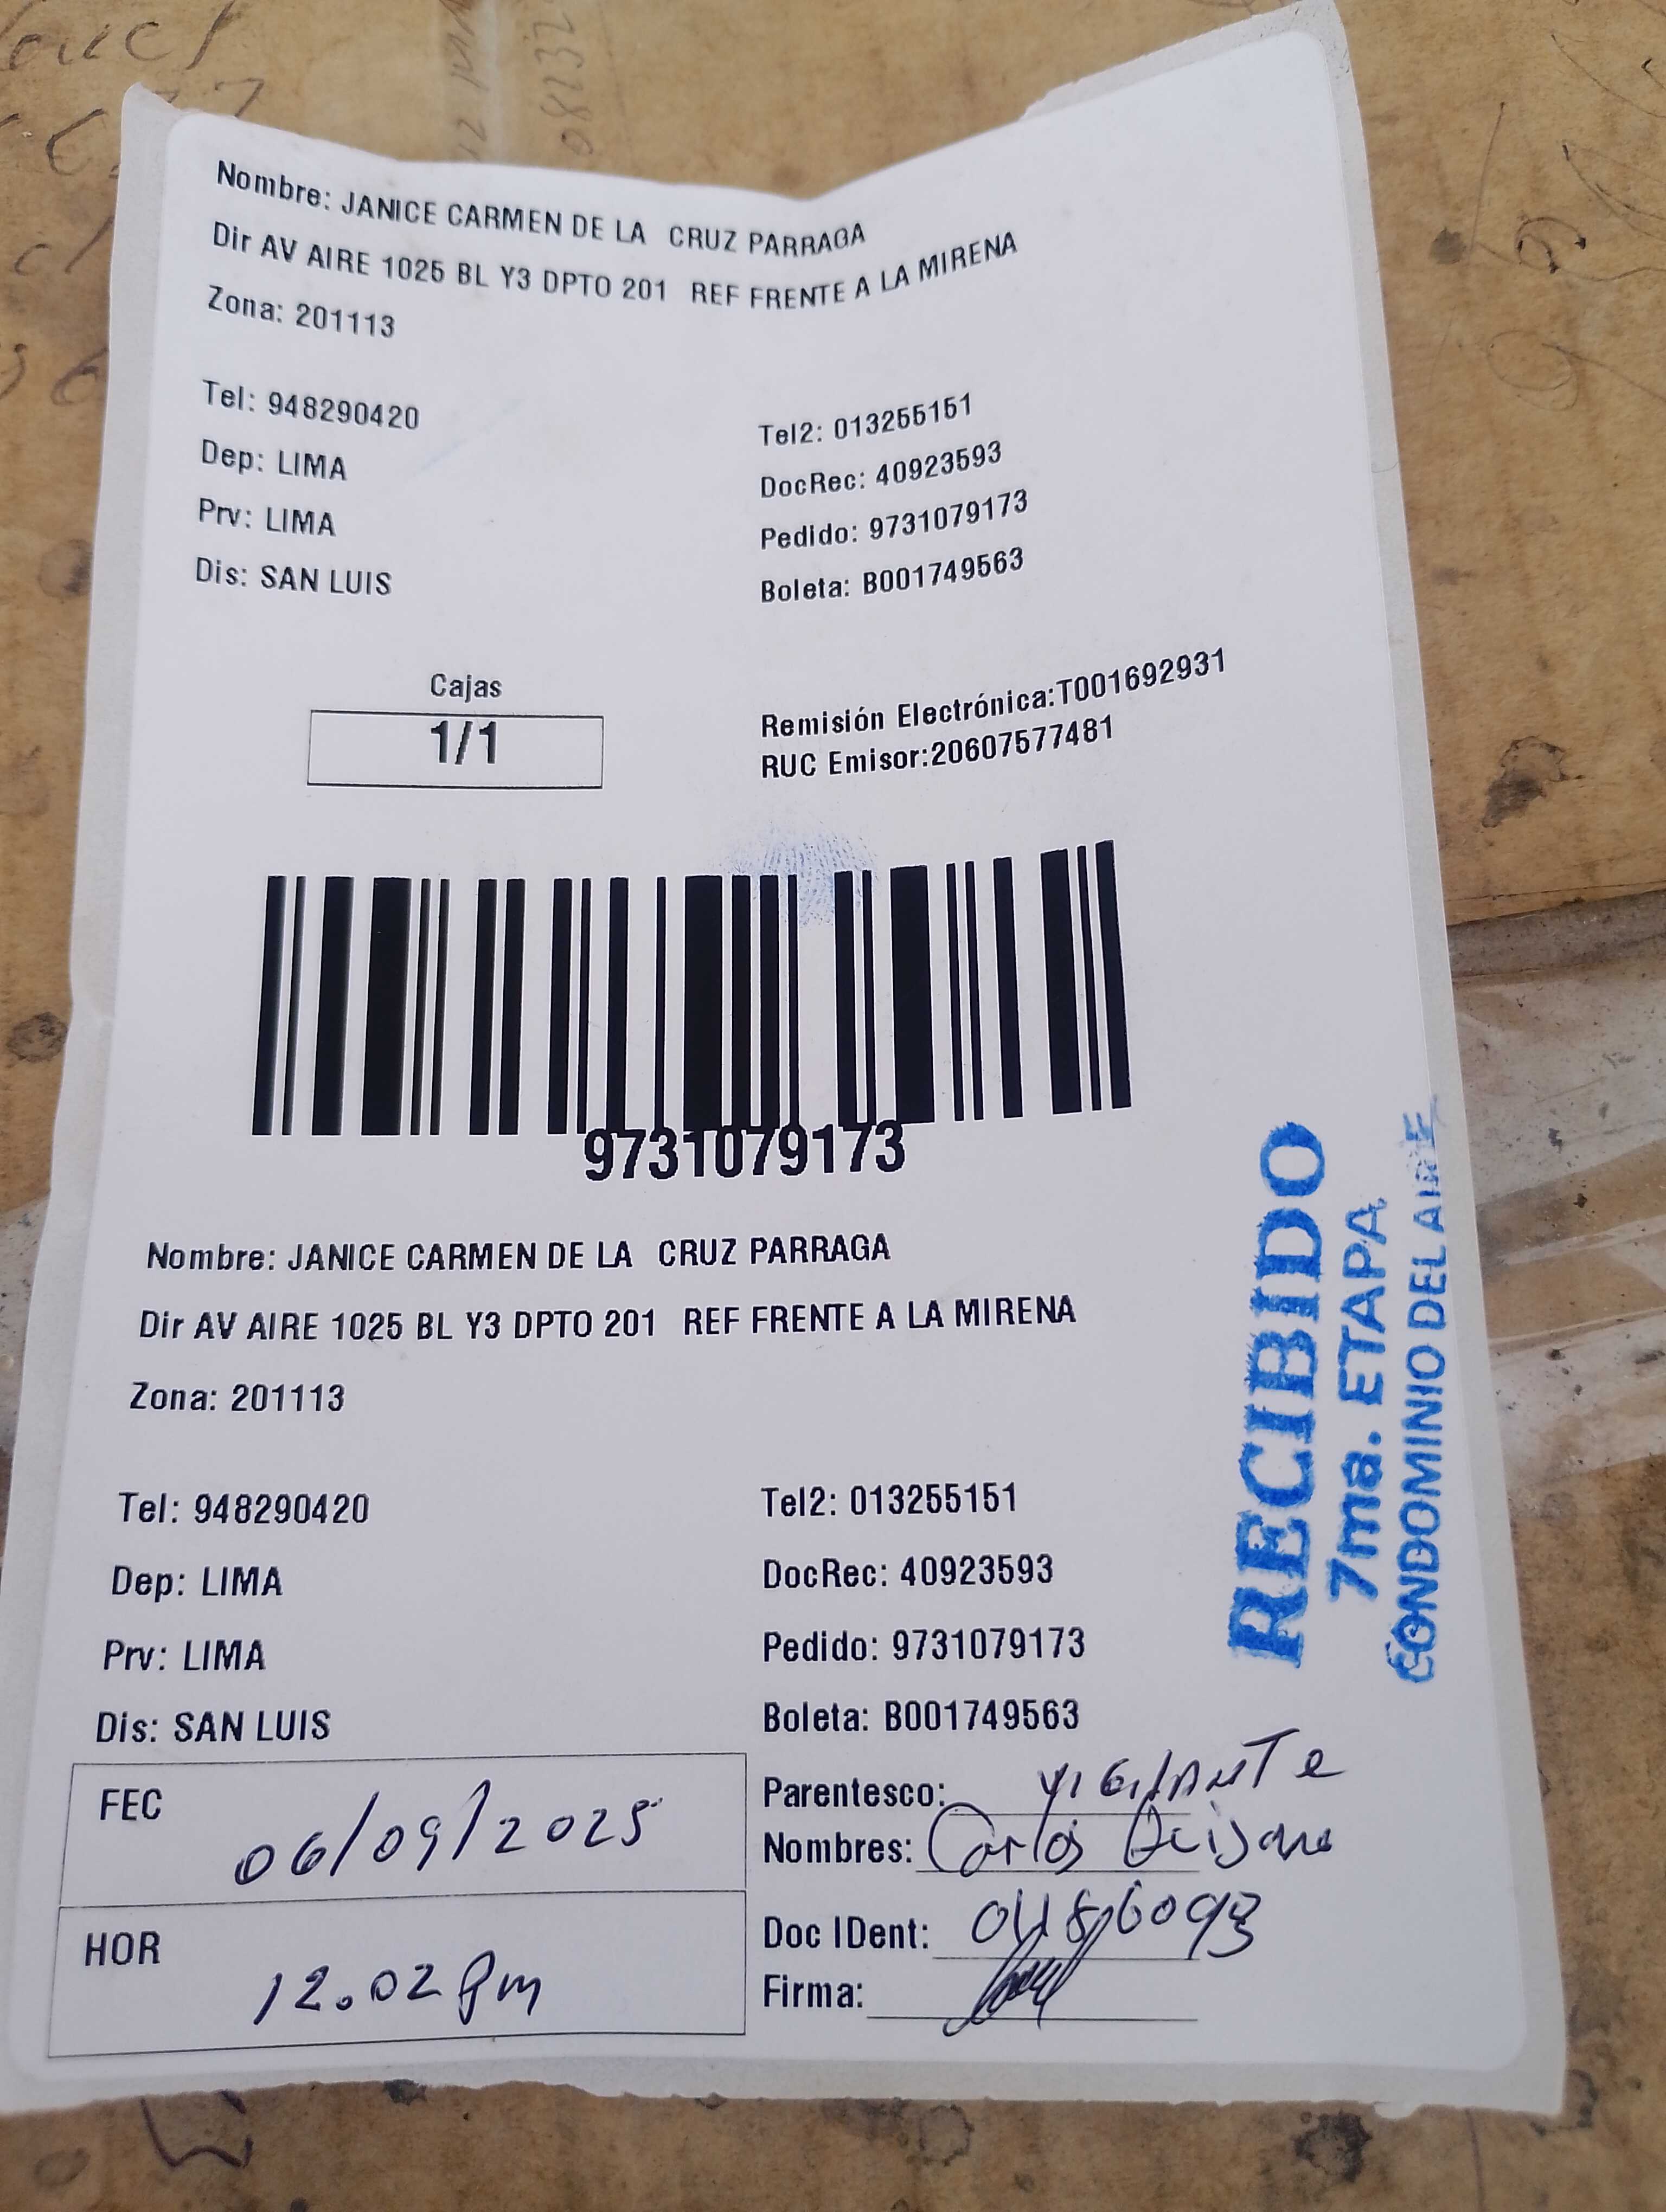 Nombre: JANICE CARMEN DE LA CRUZ PARRAGA
Dir AV AIRE 1025 BL Y3 DPTO 201 REF FRENTE A LA MIRENA
Zona: 201113
Tel: 948290420
Tel2: 013255151
Dep: LIMA
DocRec: 40923593
Prv: LIMA
Pedido: 9731079173
Dis: SAN LUIS
Boleta: B001749563
Cajas
1/1
Remisión Electrónica:T001692931
RUC Emisor:20607577481
9731079173
Nombre: JANICE CARMEN DE LA CRUZ PARRAGA
Dir AV AIRE 1025 BL Y3 DPTO 201 REF FRENTE A LA MIRENA
Zona: 201113
Tel: 948290420
Tel2: 013255151
Dep: LIMA
DocRec: 40923593
Prv: LIMA
Pedido: 9731079173
Dis: SAN LUIS
Boleta: B001749563
FEC 06/09/2025
HOR 12.02 pm
Parentesco: VIGILANTE
Nombres: Carlos
Doc IDent:
Firma:
RECIBIDO
7ma. ETAPA
CONDOMINIO DEL AIRE